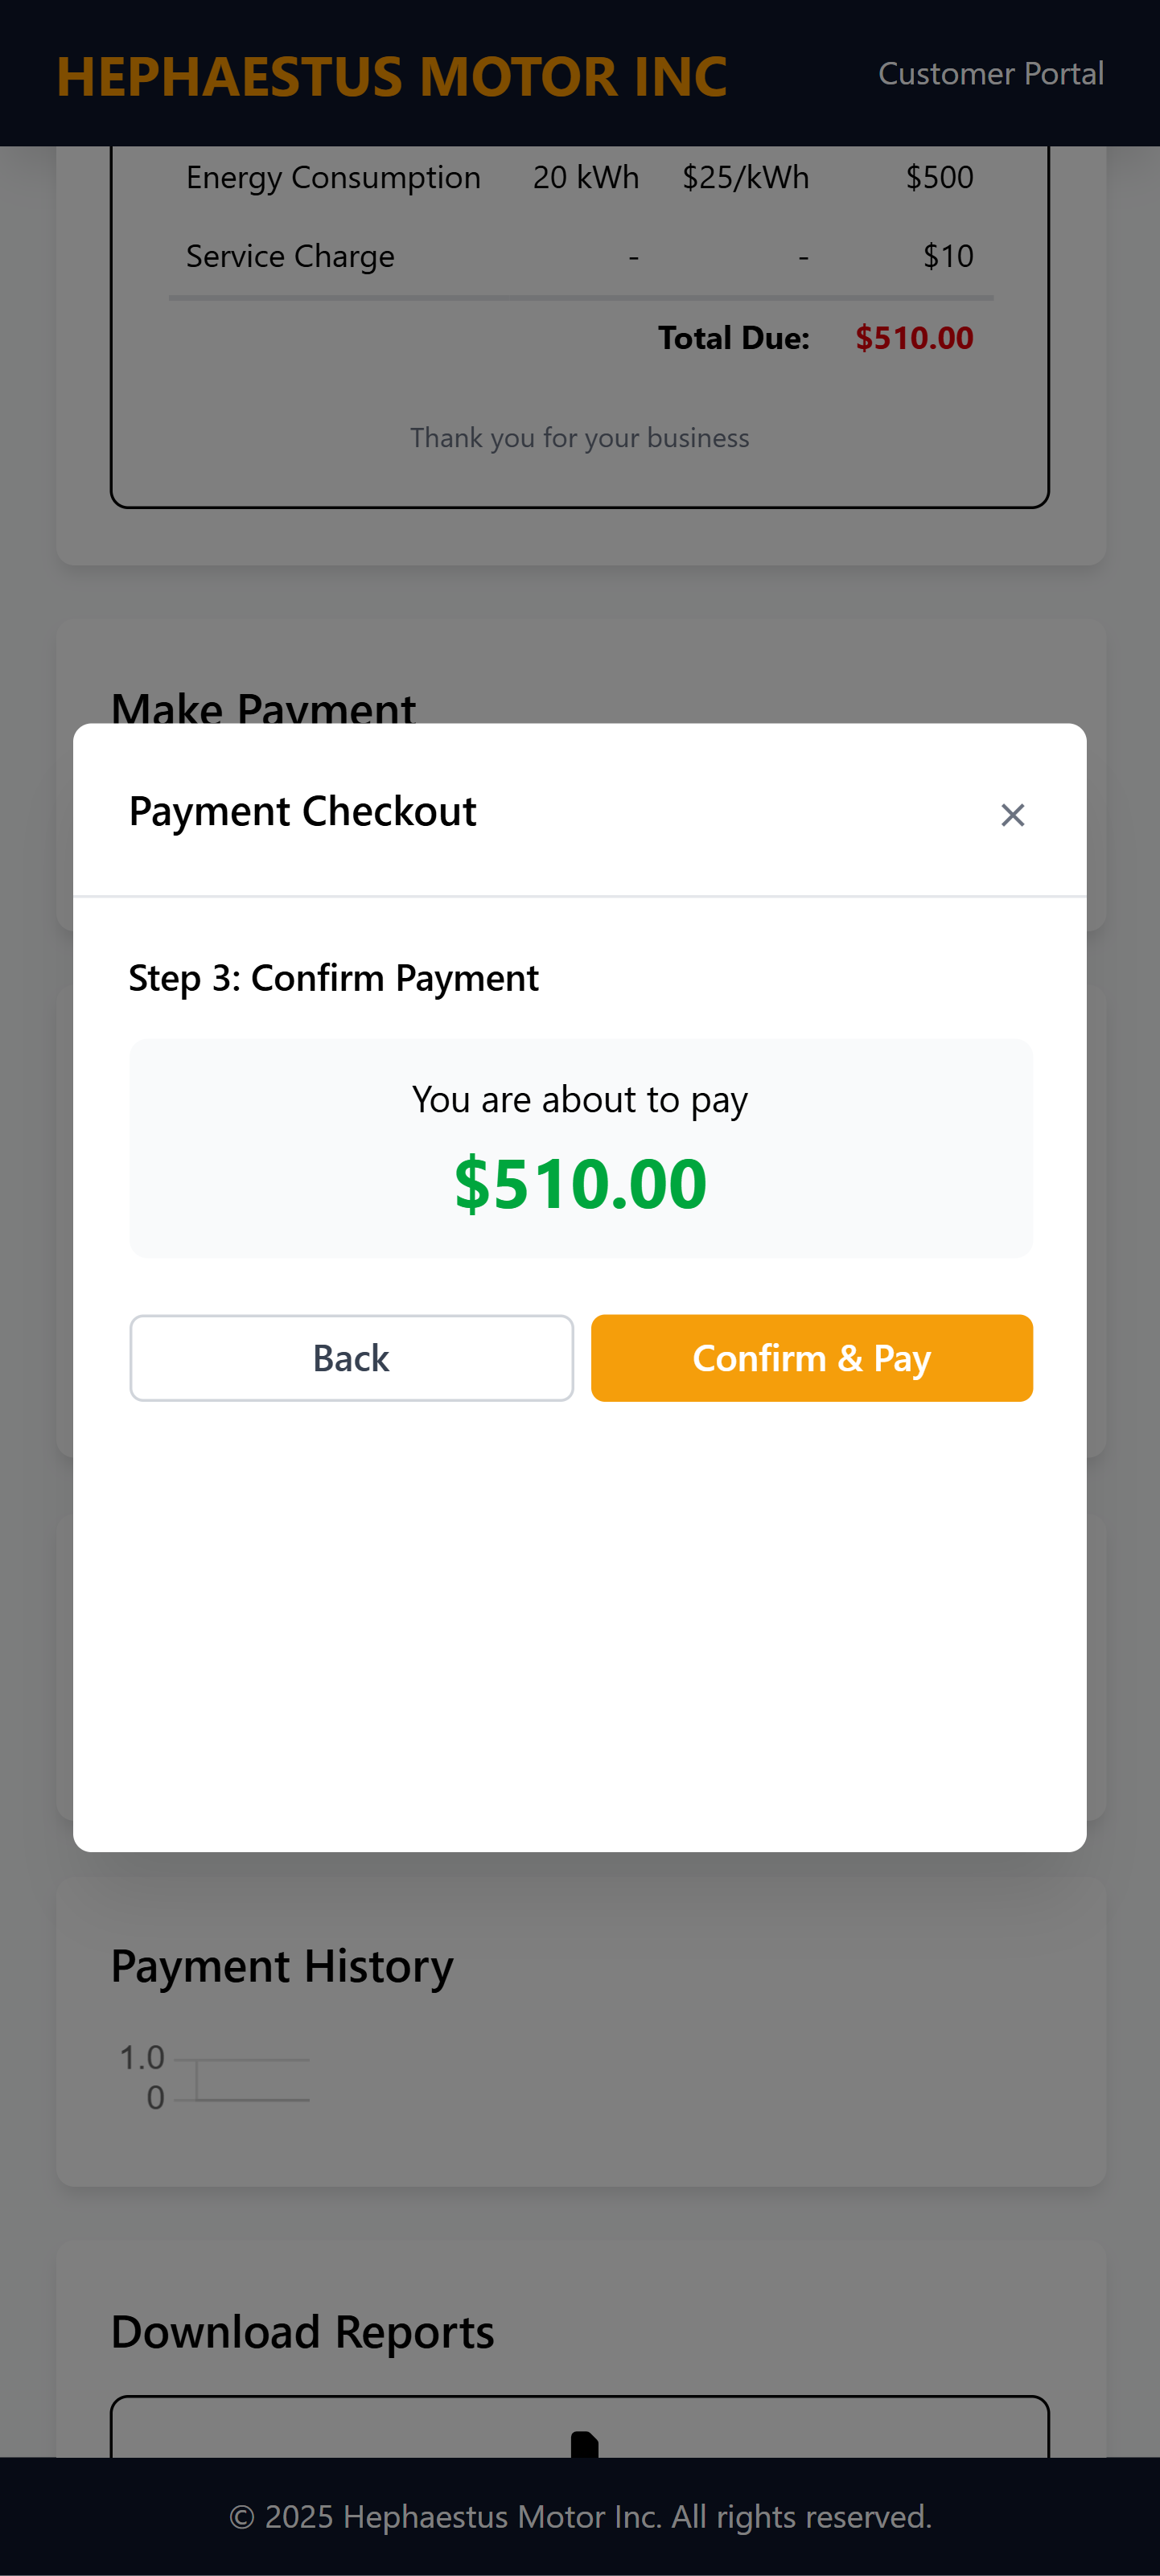 HEPHAESTUS MOTOR INC Customer Portal
Energy Consumption 20 kWh $25/kWh $500
Service Charge - - $10
Total Due: $510.00
Thank you for your business
Make Payment
Payment Checkout ×
Step 3: Confirm Payment
You are about to pay
$510.00
Back Confirm & Pay
Payment History
1.0
0
Download Reports
© 2025 Hephaestus Motor Inc. All rights reserved.